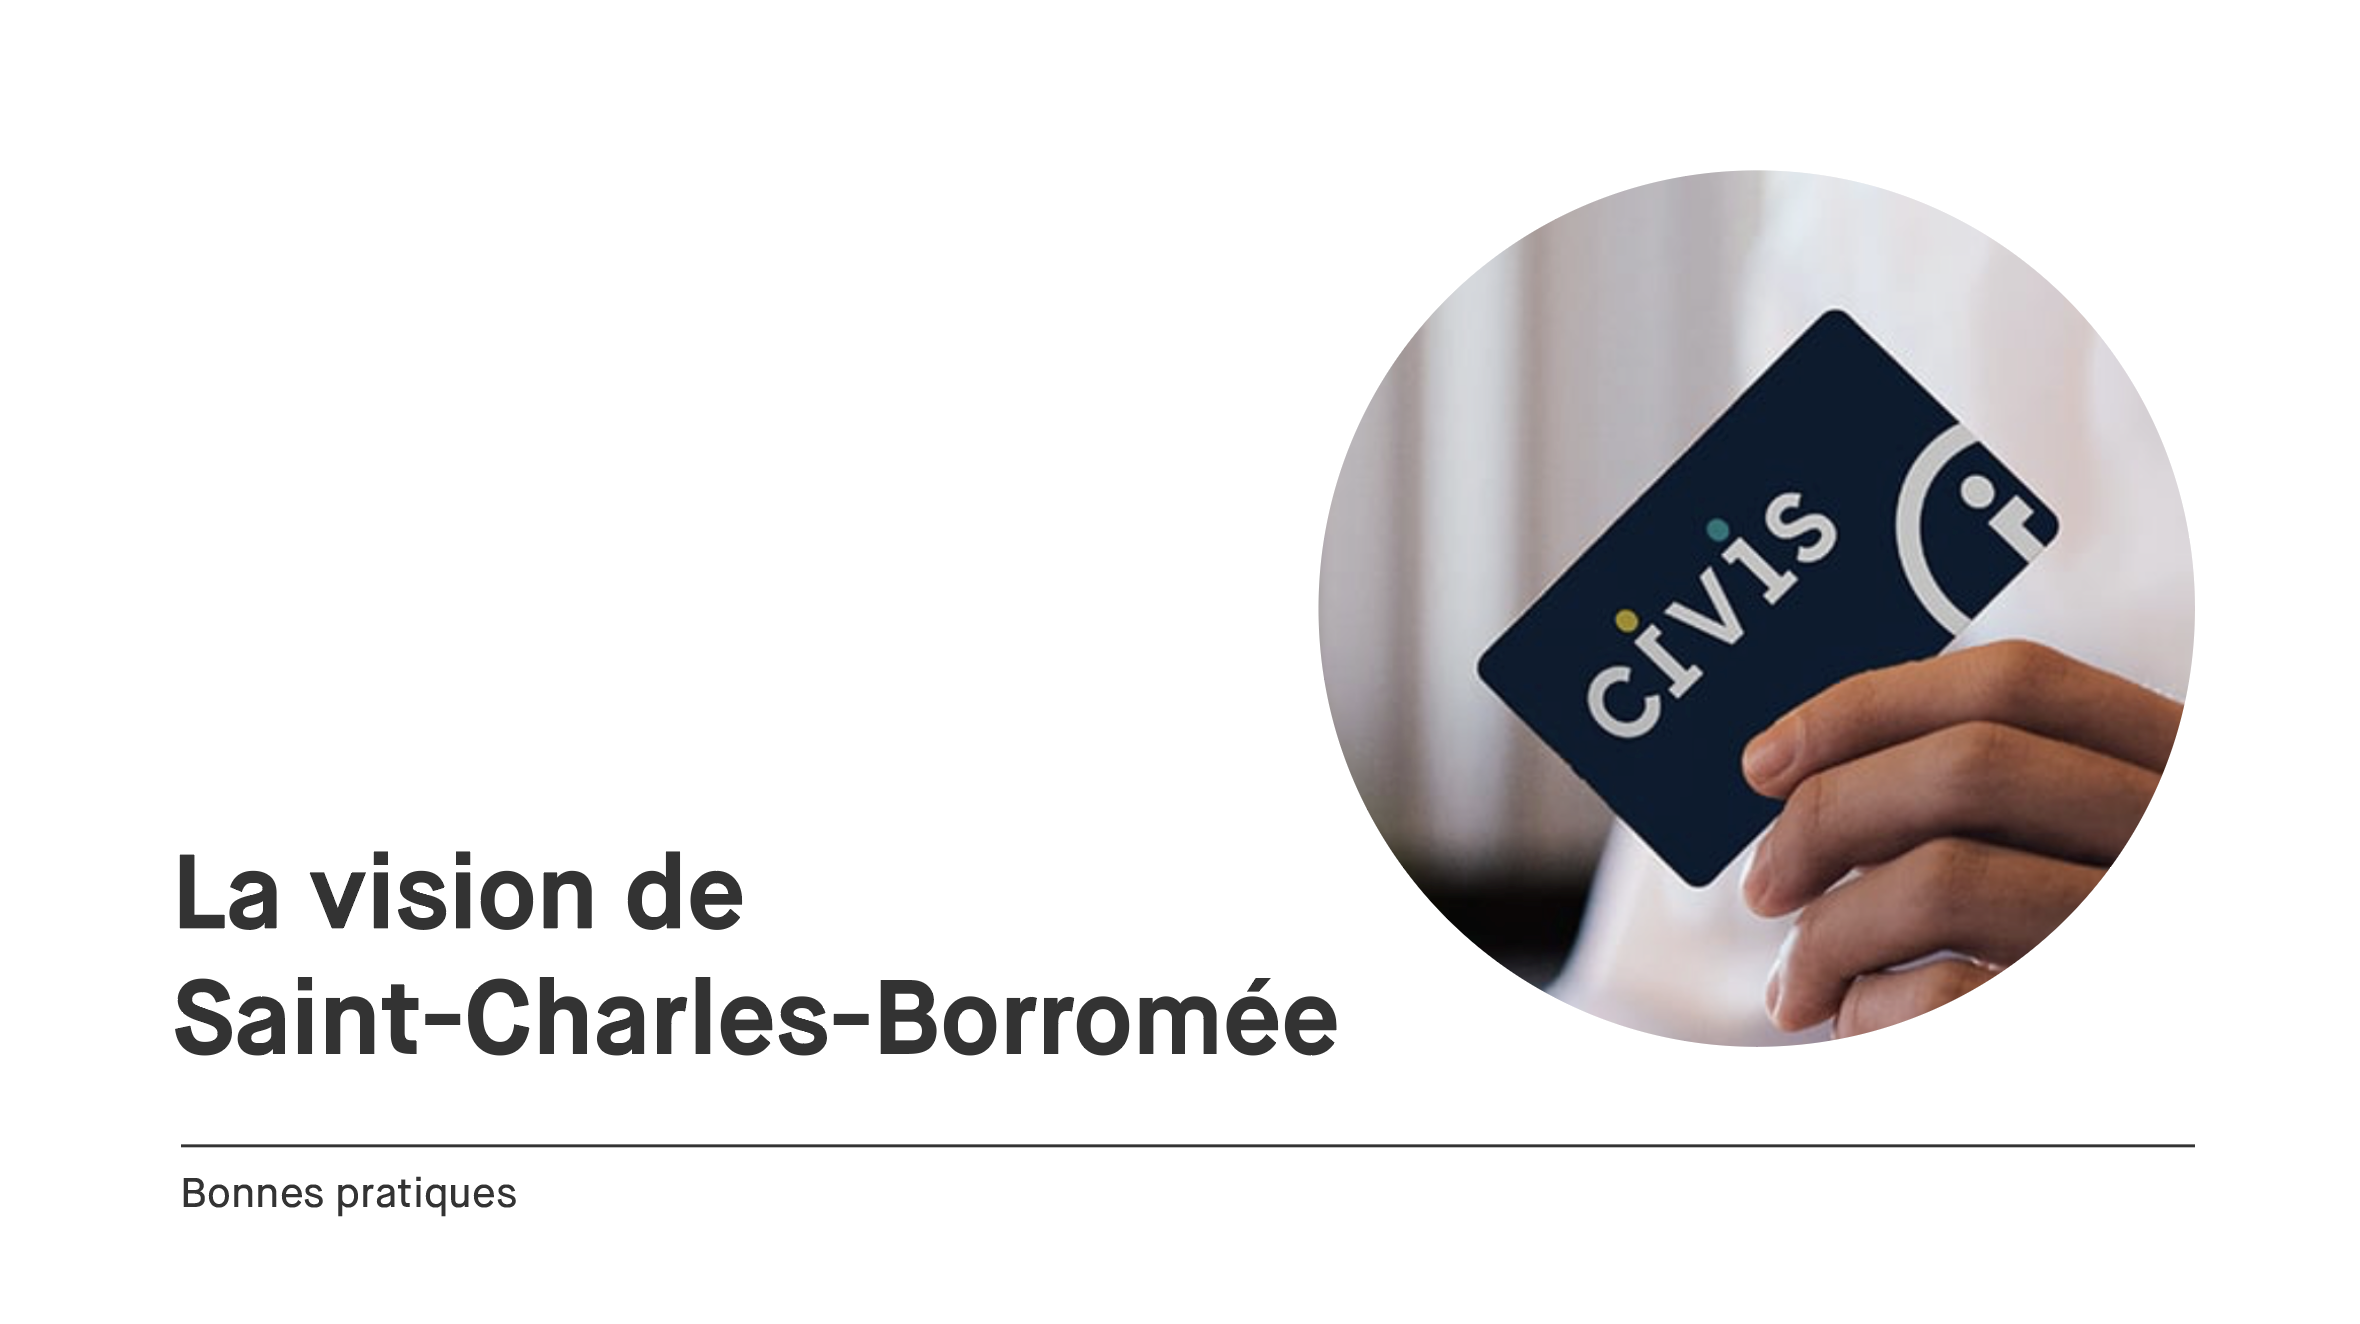 civis
La vision de
Saint-Charles-Borromée
Bonnes pratiques